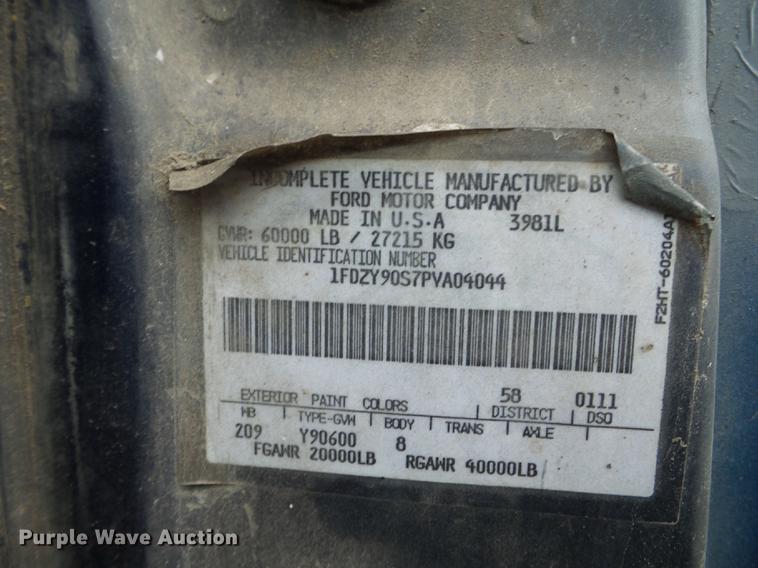 INCOMPLETE VEHICLE MANUFACTURED BY
FORD MOTOR COMPANY
MADE IN U.S.A 3981L
GVWR: 60000 LB / 27215 KG
VEHICLE IDENTIFICATION NUMBER
1FDZY90S7PVA04044
F2HT-60204A
58 0111
EXTERIOR PAINT COLORS DISTRICT DSO
WB TYPE-GVW BODY TRANS AXLE
209 Y90600 8
FGAWR 20000LB RGAWR 40000LB
Purple Wave Auction